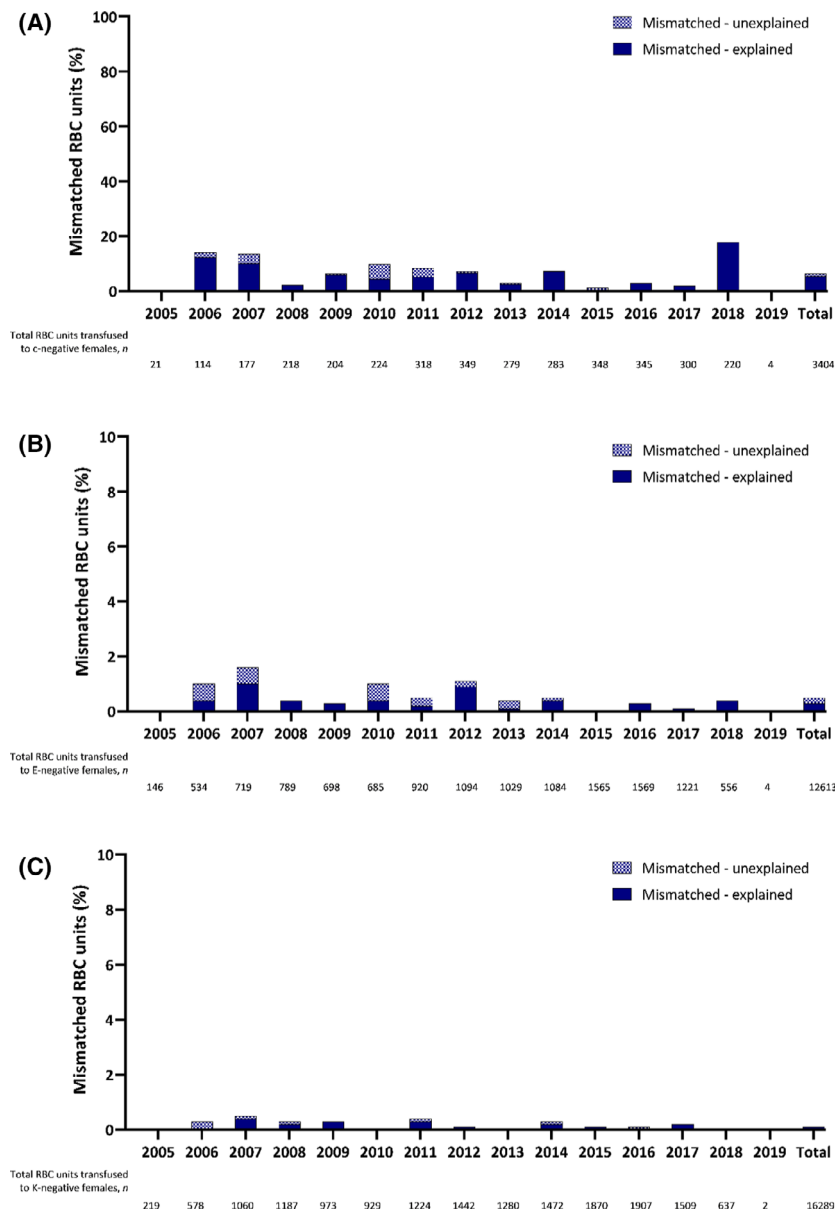 (A)
Mismatched RBC units (%)
100
80
60
40
20
0
Mismatched - unexplained
Mismatched - explained
2005 2006 2007 2008 2009 2010 2011 2012 2013 2014 2015 2016 2017 2018 2019 Total
Total RBC units transfused
to c-negative females, n
21 114 177 218 204 224 318 349 279 283 348 345 300 220 4 3404
(B)
Mismatched RBC units (%)
10
8
6
4
2
0
Mismatched - unexplained
Mismatched - explained
2005 2006 2007 2008 2009 2010 2011 2012 2013 2014 2015 2016 2017 2018 2019 Total
Total RBC units transfused
to E-negative females, n
146 534 719 789 698 685 920 1094 1029 1084 1565 1569 1221 556 4 12613
(C)
Mismatched RBC units (%)
10
8
6
4
2
0
Mismatched - unexplained
Mismatched - explained
2005 2006 2007 2008 2009 2010 2011 2012 2013 2014 2015 2016 2017 2018 2019 Total
Total RBC units transfused
to K-negative females, n
219 578 1060 1187 973 929 1224 1442 1280 1472 1870 1907 1509 637 2 16289